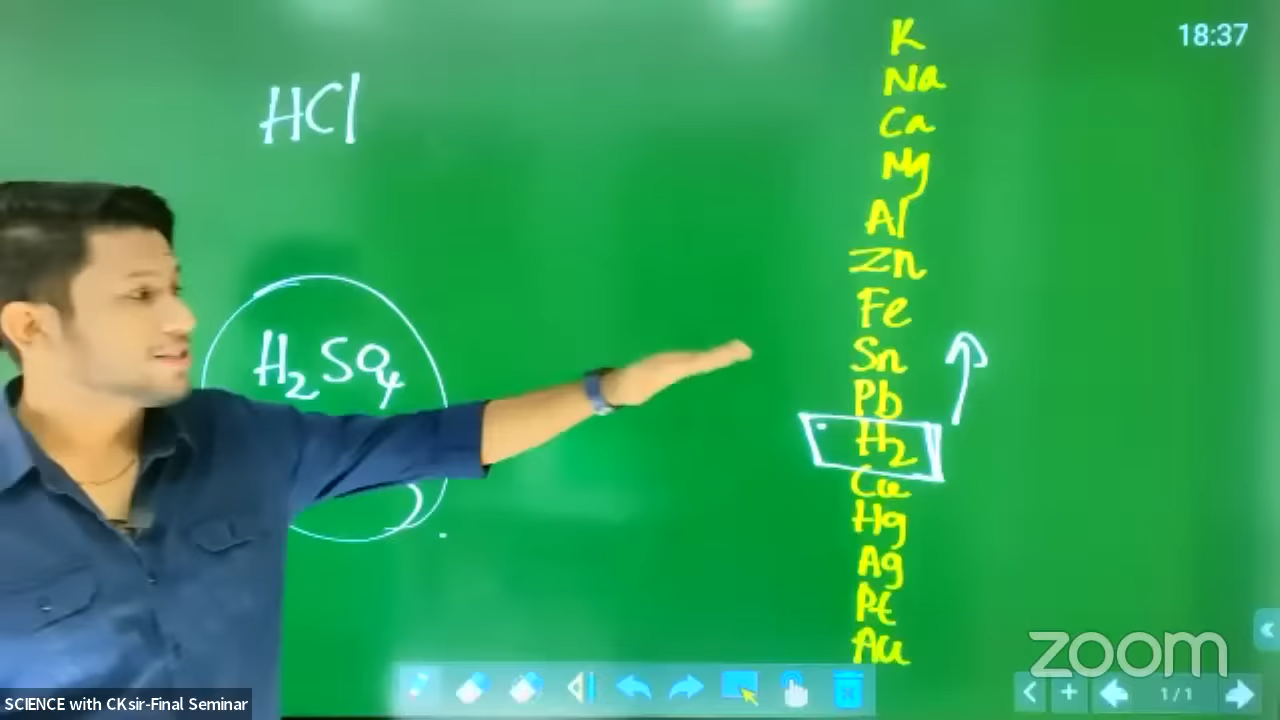 18:37
HCl
H₂SO₄
K
Na
Ca
Mg
Al
Zn
Fe
Sn
Pb
H₂
Cu
Hg
Ag
Pt
Au
zoom
1/1
SCIENCE with CKsir-Final Seminar